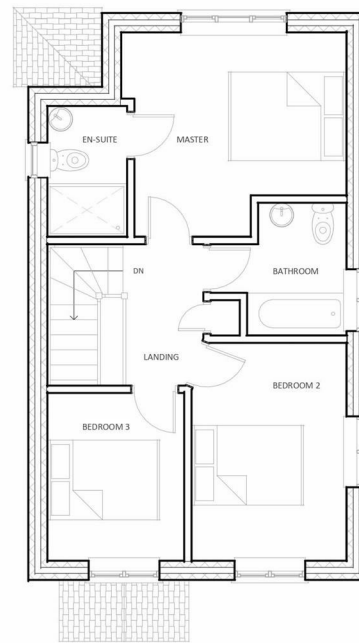 EN-SUITE
MASTER
BATHROOM
DN
LANDING
BEDROOM 2
BEDROOM 3